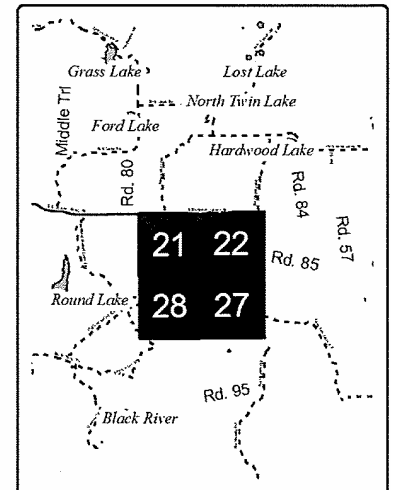 Grass Lake
Lost Lake
North Twin Lake
Middle Trl
Ford Lake
Hardwood Lake
Rd. 80
Rd. 84
Rd. 57
21 22
Rd. 85
Round Lake
28 27
Rd. 95
Black River